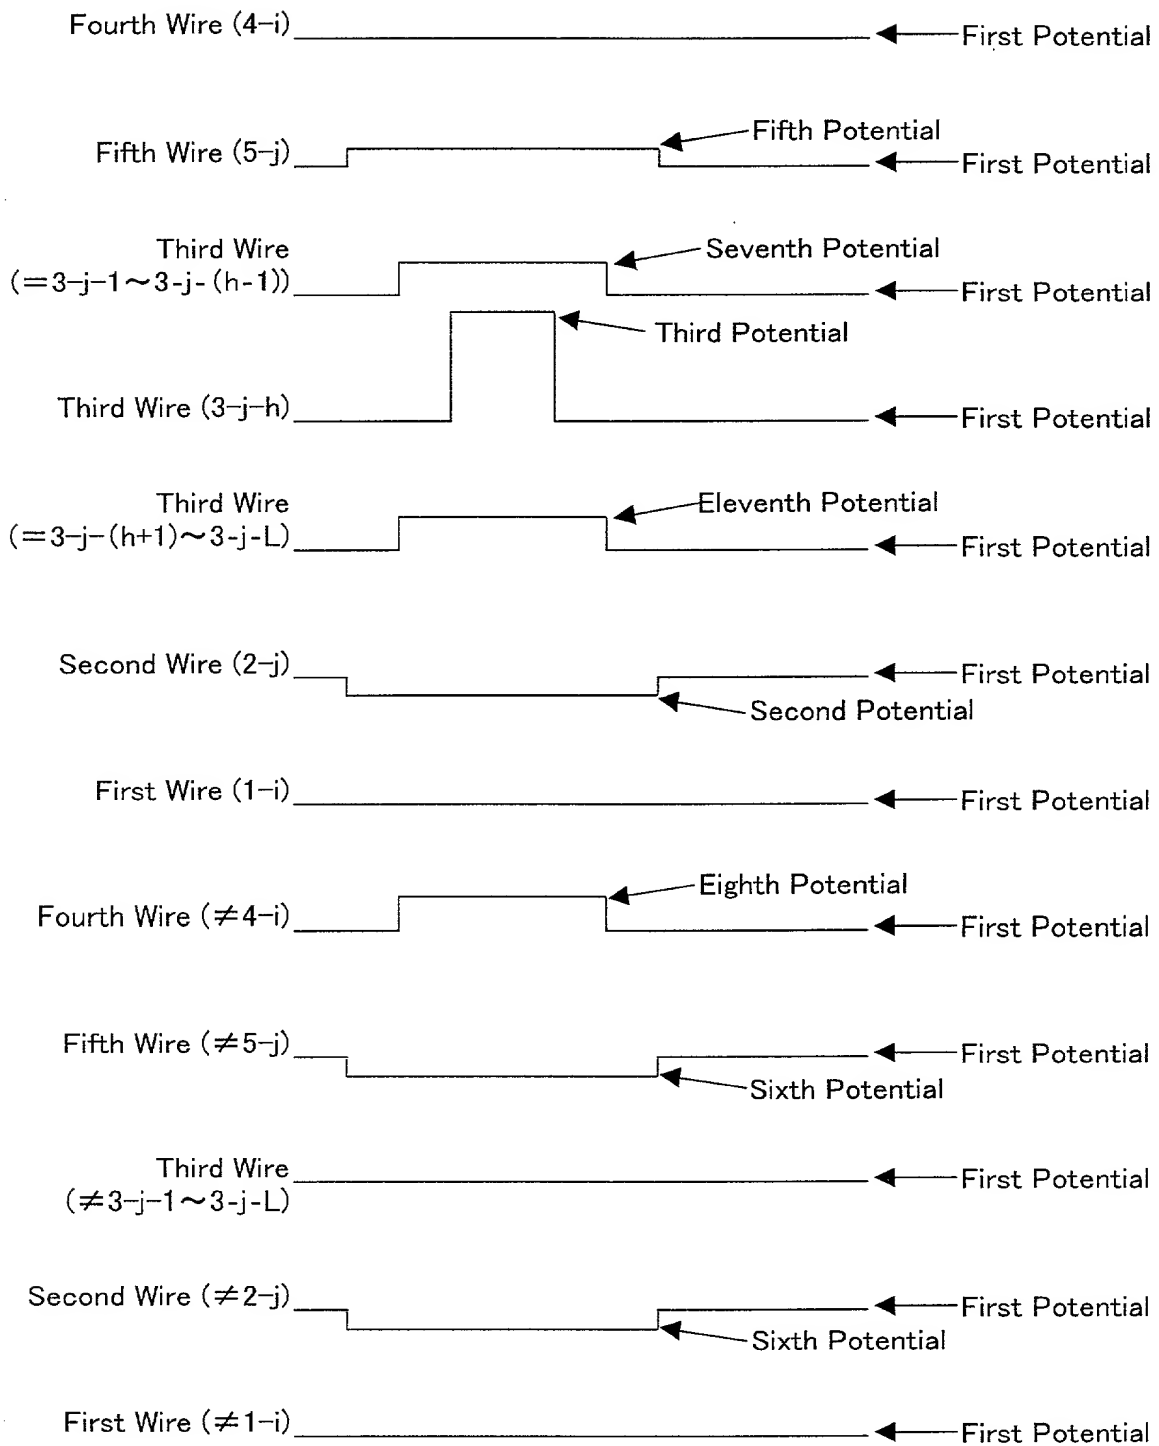 Fourth Wire (4-i)
First Potential
Fifth Wire (5-j)
Fifth Potential
First Potential
Third Wire
(=3-j-1~3-j-(h-1))
Seventh Potential
First Potential
Third Potential
Third Wire (3-j-h)
First Potential
Third Wire
(=3-j-(h+1)~3-j-L)
Eleventh Potential
First Potential
Second Wire (2-j)
First Potential
Second Potential
First Wire (1-i)
First Potential
Eighth Potential
Fourth Wire (≠4-i)
First Potential
Fifth Wire (≠5-j)
First Potential
Sixth Potential
Third Wire
(≠3-j-1~3-j-L)
First Potential
Second Wire (≠2-j)
First Potential
Sixth Potential
First Wire (≠1-i)
First Potential